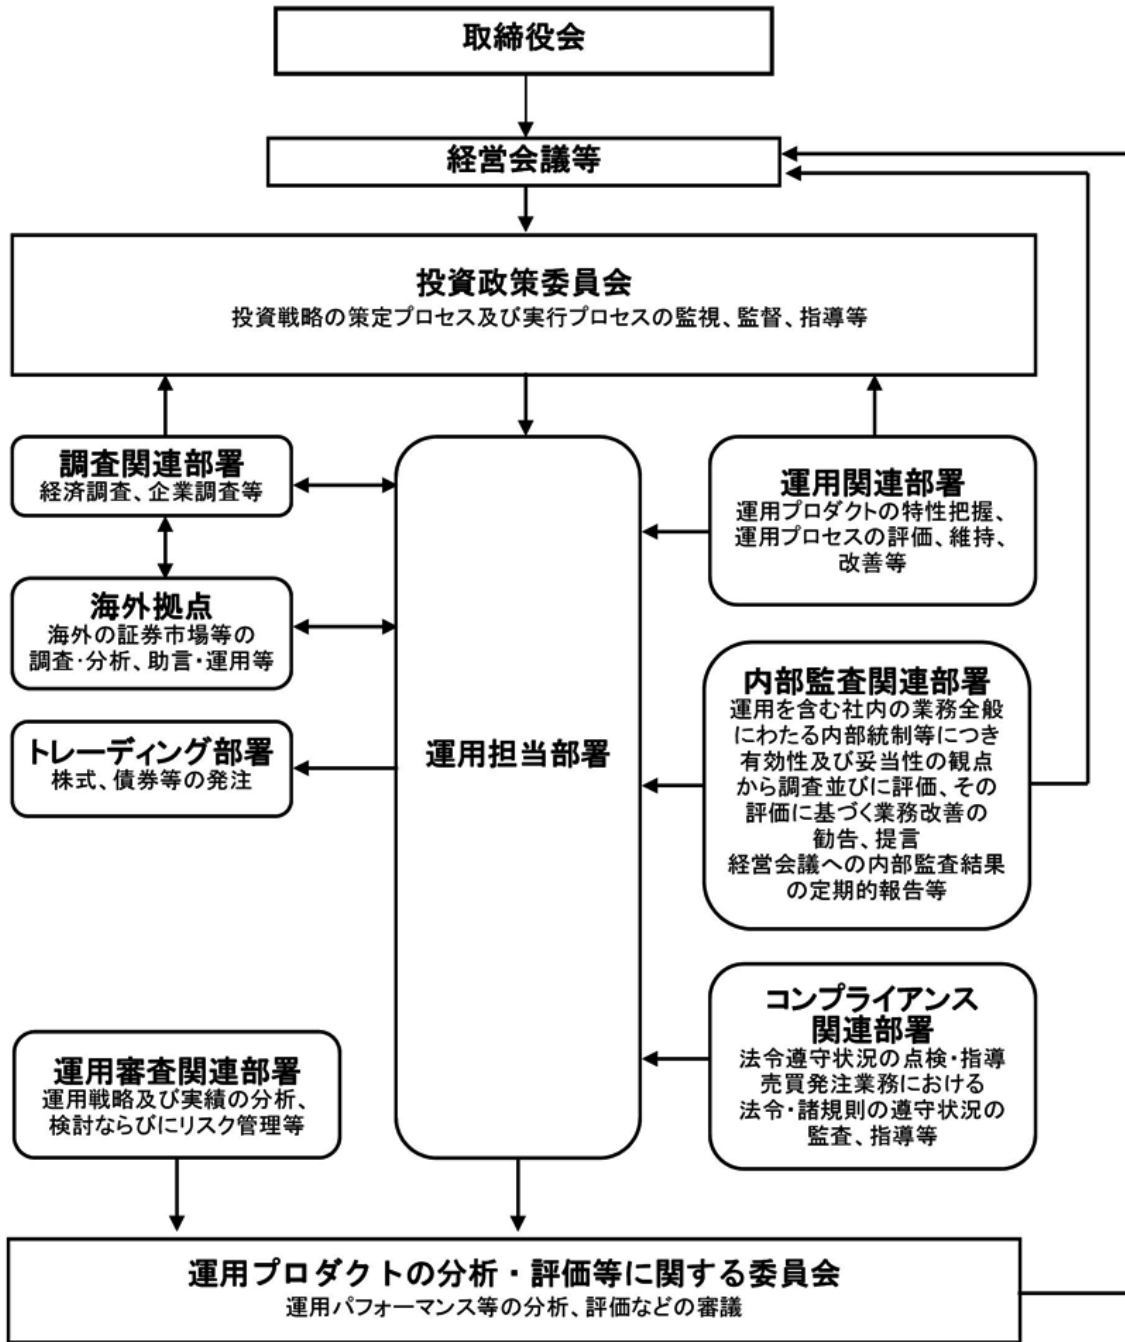 取締役会
経営会議等
投資政策委員会
投資戦略の策定プロセス及び実行プロセスの監視、監督、指導等
調査関連部署
経済調査、企業調査等
海外拠点
海外の証券市場等の
調査・分析、助言・運用等
トレーディング部署
株式、債券等の発注
運用担当部署
運用関連部署
運用プロダクトの特性把握、
運用プロセスの評価、維持、
改善等
内部監査関連部署
運用を含む社内の業務全般
にわたる内部統制等につき
有効性及び妥当性の観点
から調査並びに評価、その
評価に基づく業務改善の
勧告、提言
経営会議への内部監査結果
の定期的報告等
コンプライアンス
関連部署
法令遵守状況の点検・指導
売買発注業務における
法令・諸規則の遵守状況の
監査、指導等
運用審査関連部署
運用戦略及び実績の分析、
検討ならびにリスク管理等
運用プロダクトの分析・評価等に関する委員会
運用パフォーマンス等の分析、評価などの審議